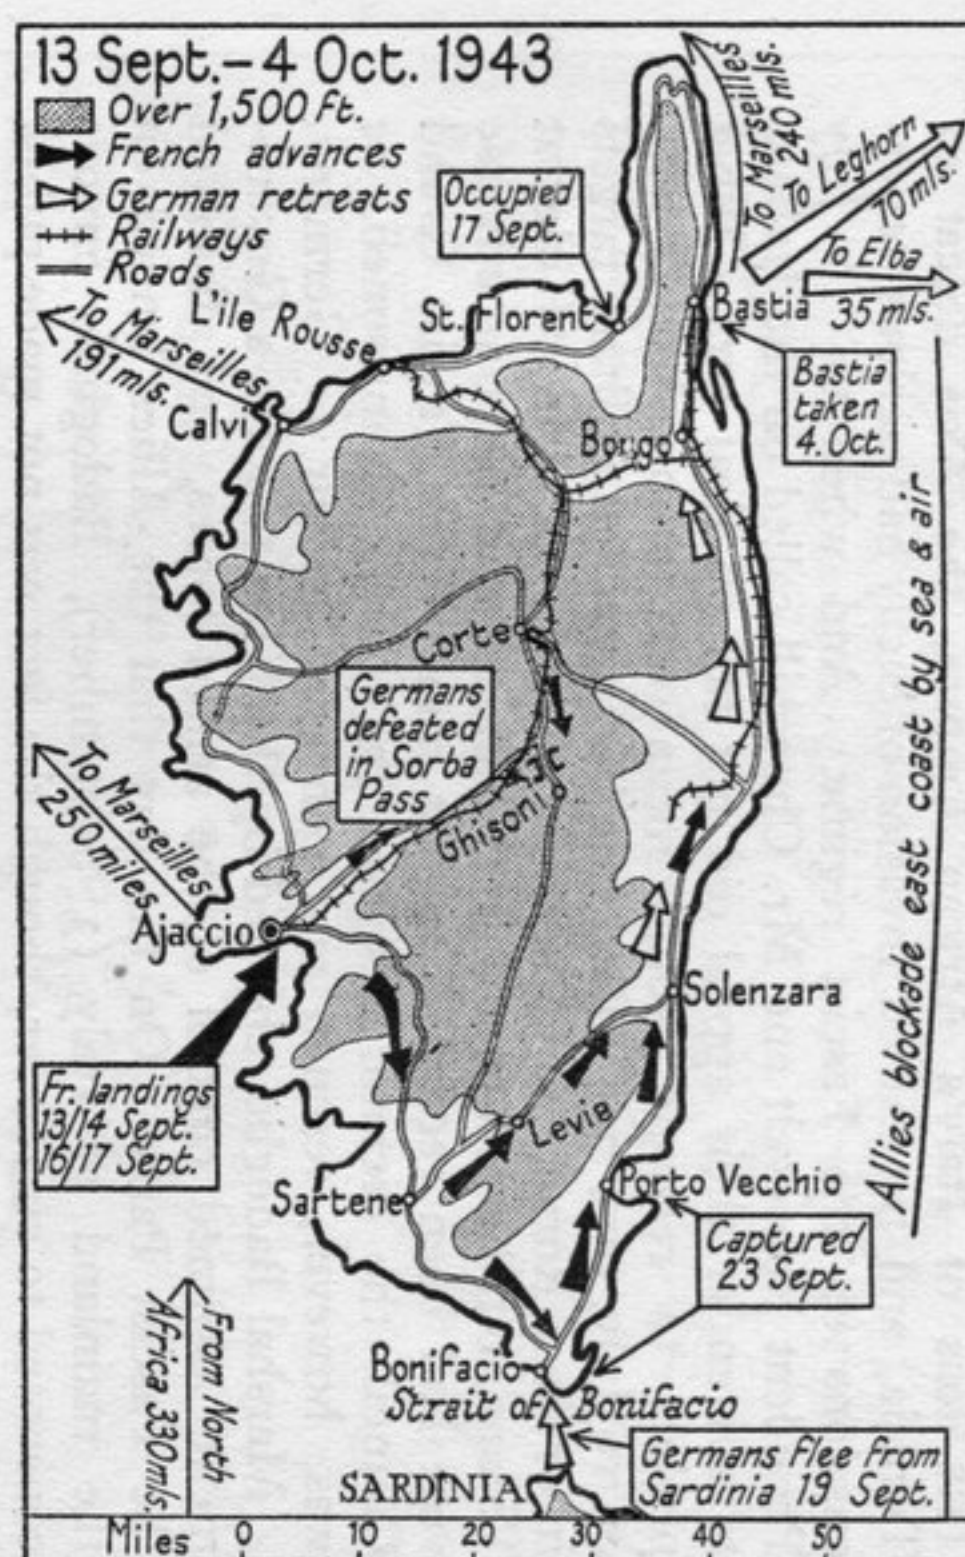 13 Sept.–4 Oct. 1943
Over 1,500 Ft.
French advances
German retreats
Railways
Roads
Occupied
17 Sept.
To Marseilles
240 mls.
To Leghorn
70 mls.
To Elba
35 mls.
To Marseilles
191 mls.
L'ile Rousse
St. Florent
Bastia
Bastia
taken
4. Oct.
Calvi
Borgo
Corte
Germans
defeated
in Sorba
Pass
Ghisoni
To Marseilles
250 miles
Ajaccio
Solenzara
Allies blockade east coast by sea & air
Fr. landings
13/14 Sept.
16/17 Sept.
Levie
Sartene
Porto Vecchio
Captured
23 Sept.
From North
Africa 330 mls.
Bonifacio
Strait of Bonifacio
SARDINIA
Germans flee from
Sardinia 19 Sept.
Miles 0 10 20 30 40 50